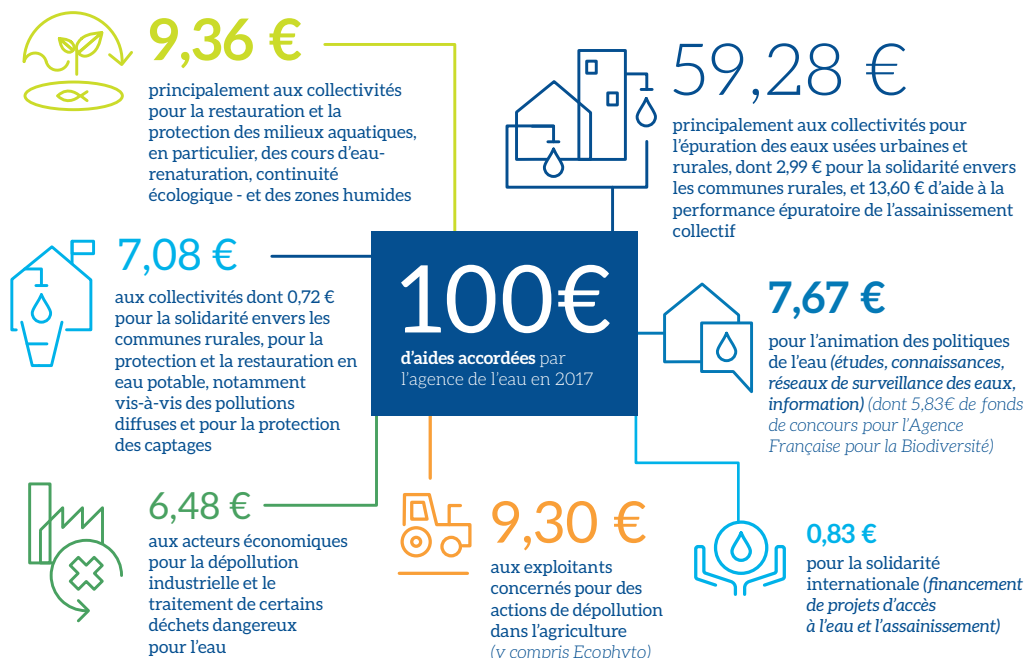 9,36 €
principalement aux collectivités
pour la restauration et la
protection des milieux aquatiques,
en particulier, des cours d'eau-
renaturation, continuité
écologique - et des zones humides
59,28 €
principalement aux collectivités pour
l'épuration des eaux usées urbaines et
rurales, dont 2,99 € pour la solidarité envers
les communes rurales, et 13,60 € d'aide à la
performance épuratoire de l'assainissement
collectif
7,08 €
aux collectivités dont 0,72 €
pour la solidarité envers les
communes rurales, pour la
protection et la restauration en
eau potable, notamment
vis-à-vis des pollutions
diffuses et pour la protection
des captages
100€
d'aides accordées par
l'agence de l'eau en 2017
7,67 €
pour l'animation des politiques
de l'eau (études, connaissances,
réseaux de surveillance des eaux,
information) (dont 5,83€ de fonds
de concours pour l'Agence
Française pour la Biodiversité)
6,48 €
aux acteurs économiques
pour la dépollution
industrielle et le
traitement de certains
déchets dangereux
pour l'eau
9,30 €
aux exploitants
concernés pour des
actions de dépollution
dans l'agriculture
(y compris Ecophyto)
0,83 €
pour la solidarité
internationale (financement
de projets d'accès
à l'eau et l'assainissement)